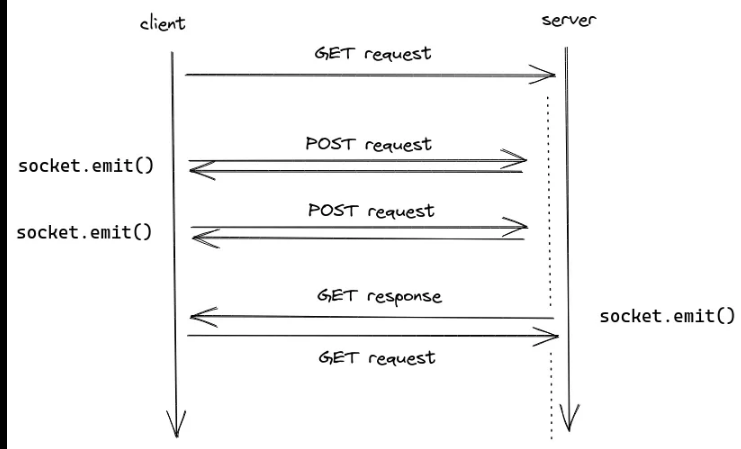 client
server
GET request
POST request
socket.emit()
POST request
socket.emit()
GET response
socket.emit()
GET request